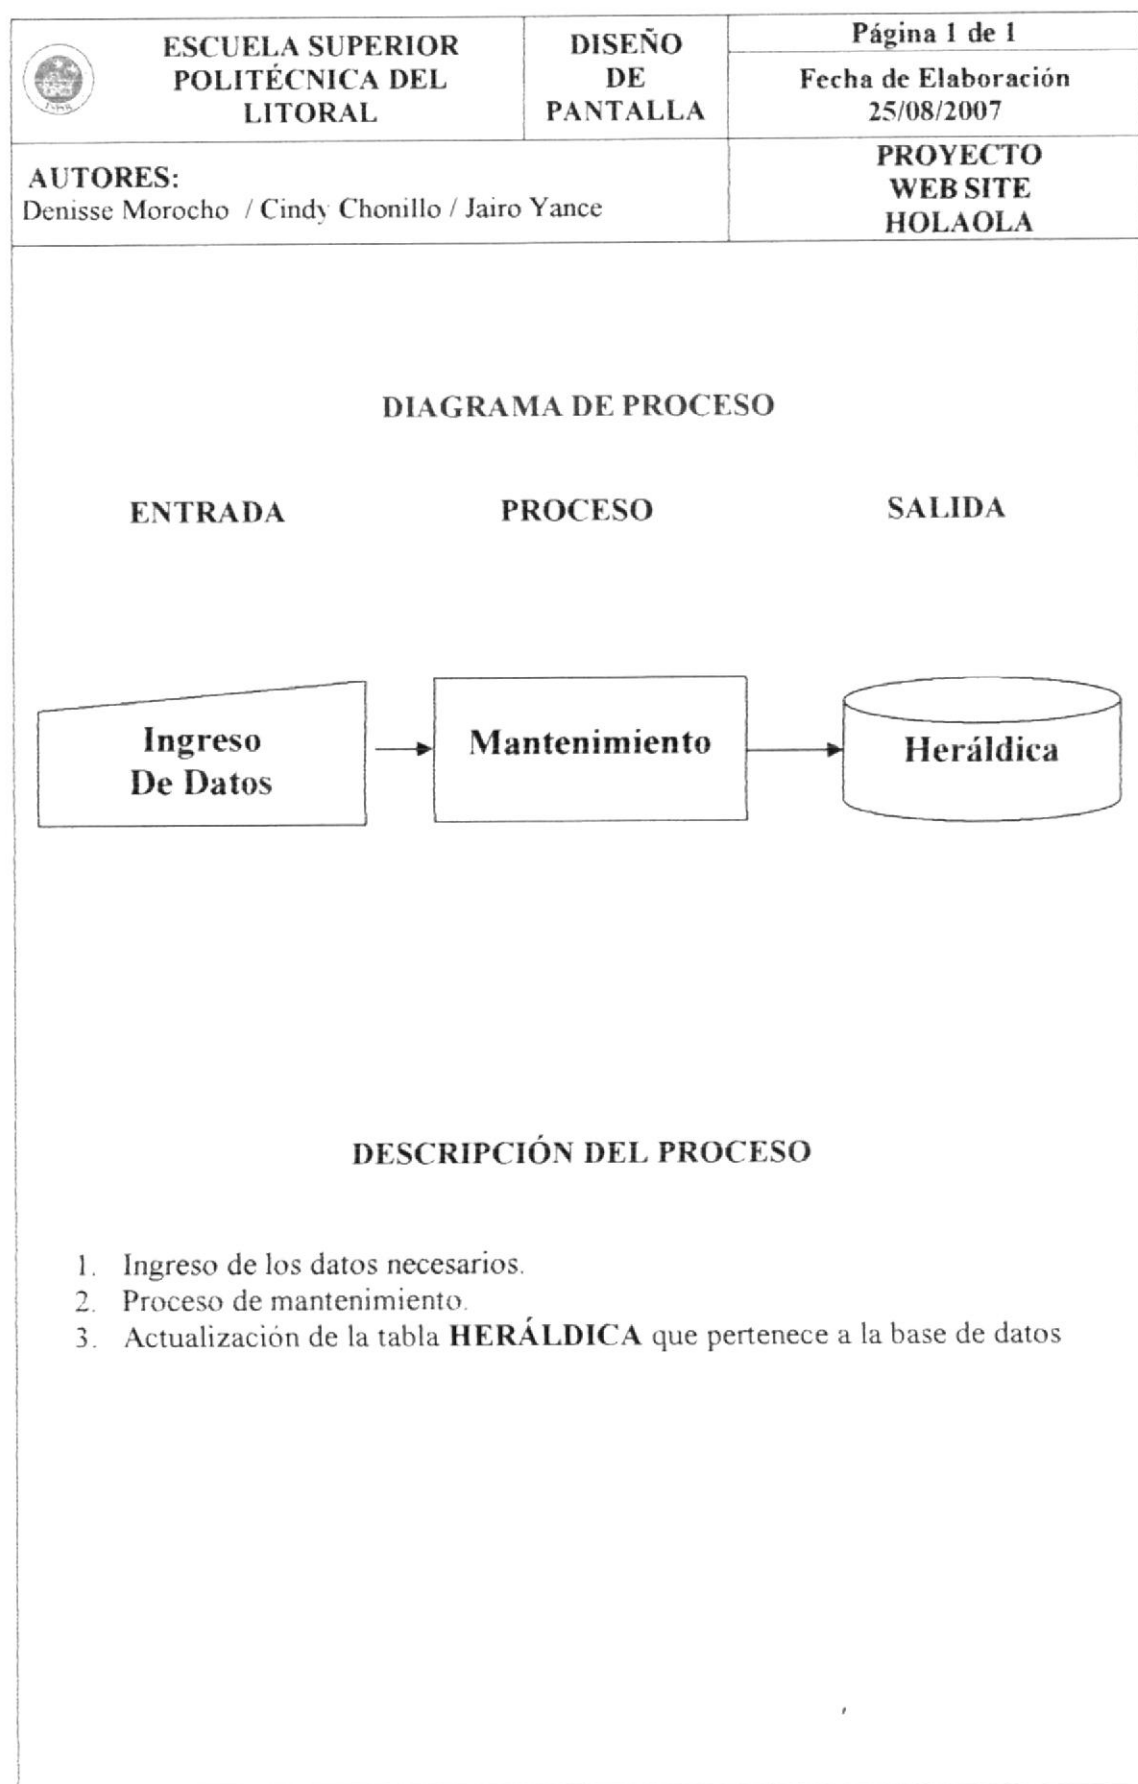 ESCUELA SUPERIOR
POLITÉCNICA DEL
LITORAL
DISEÑO
DE
PANTALLA
Página 1 de 1
Fecha de Elaboración
25/08/2007
AUTORES:
Denisse Morocho / Cindy Chonillo / Jairo Yance
PROYECTO
WEB SITE
HOLAOLA
DIAGRAMA DE PROCESO
ENTRADA PROCESO SALIDA
Ingreso
De Datos
Mantenimiento
Heráldica
DESCRIPCIÓN DEL PROCESO
1. Ingreso de los datos necesarios.
2. Proceso de mantenimiento.
3. Actualización de la tabla HERÁLDICA que pertenece a la base de datos